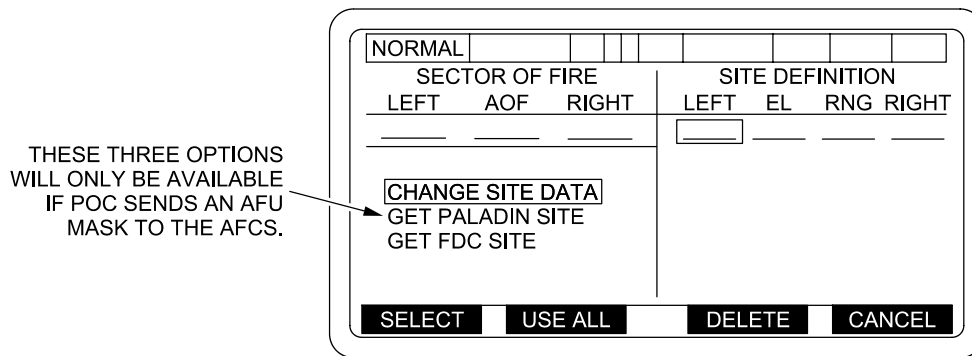 NORMAL
SECTOR OF FIRE SITE DEFINITION
LEFT AOF RIGHT LEFT EL RNG RIGHT
THESE THREE OPTIONS
WILL ONLY BE AVAILABLE
IF POC SENDS AN AFU
MASK TO THE AFCS.
CHANGE SITE DATA
GET PALADIN SITE
GET FDC SITE
SELECT USE ALL DELETE CANCEL